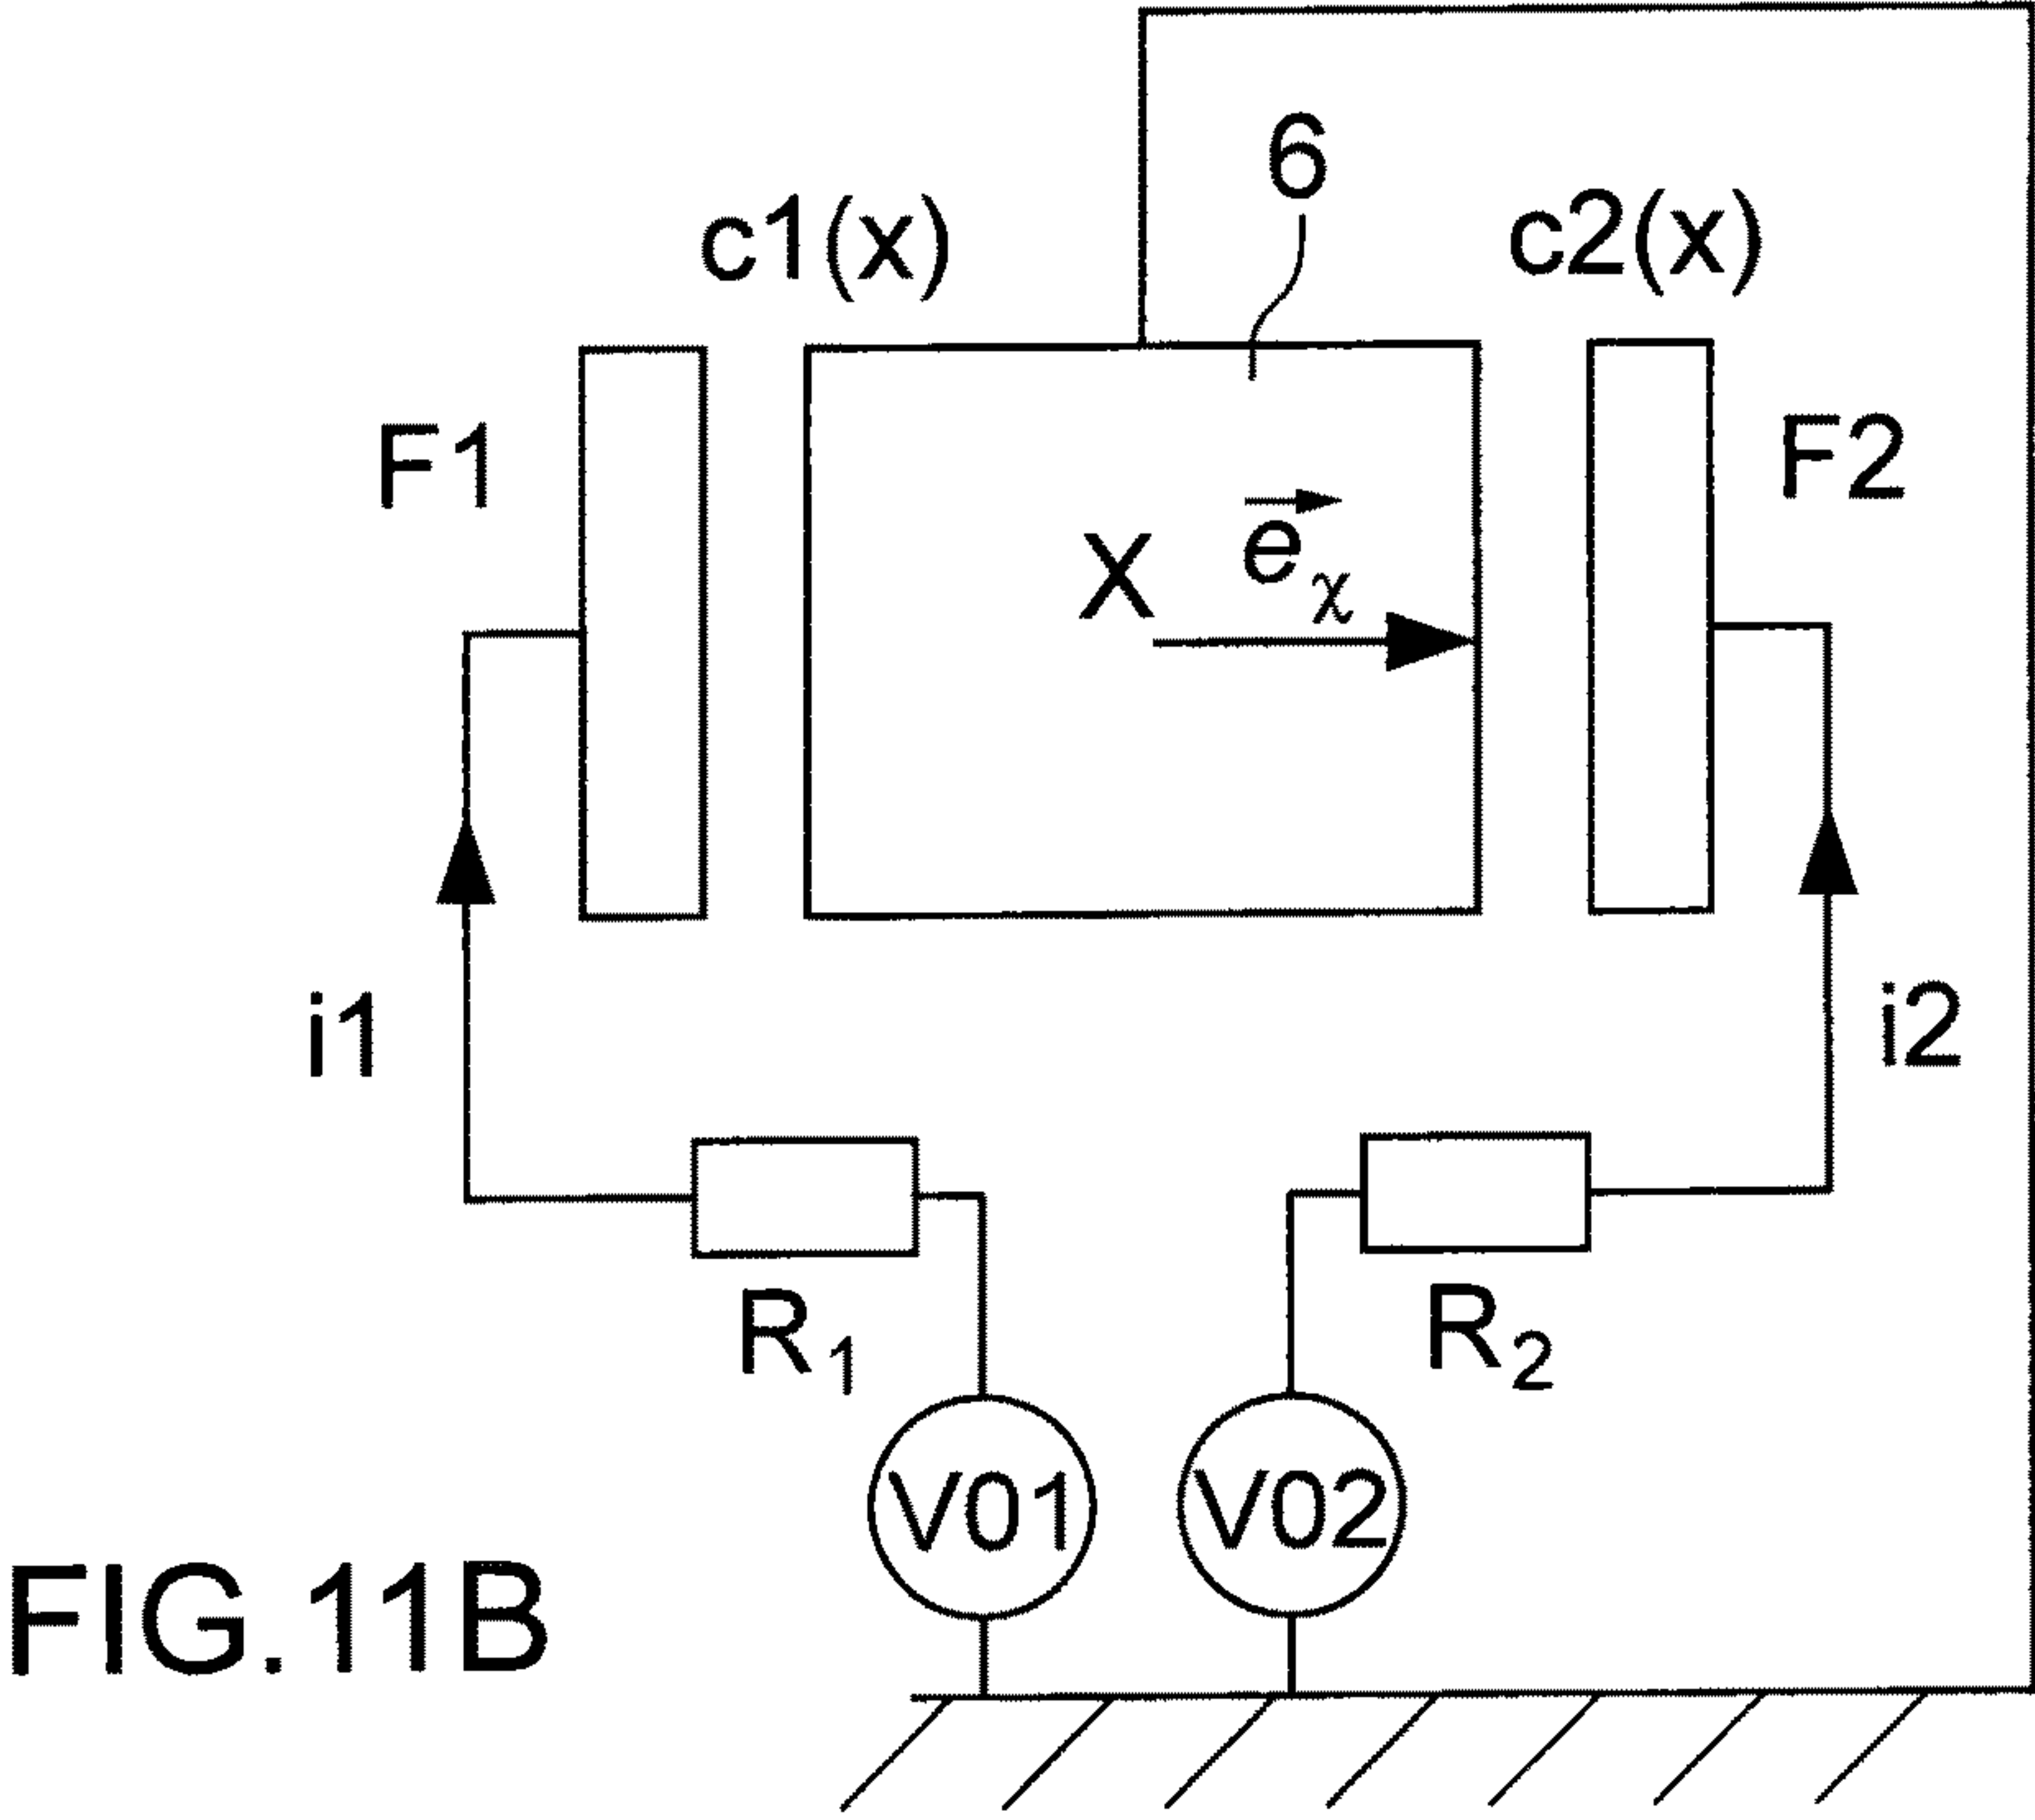 6
c1(x)
c2(x)
F1
F2
X
e⃗χ
i1
i2
R1
R2
V01
V02
FIG.11B